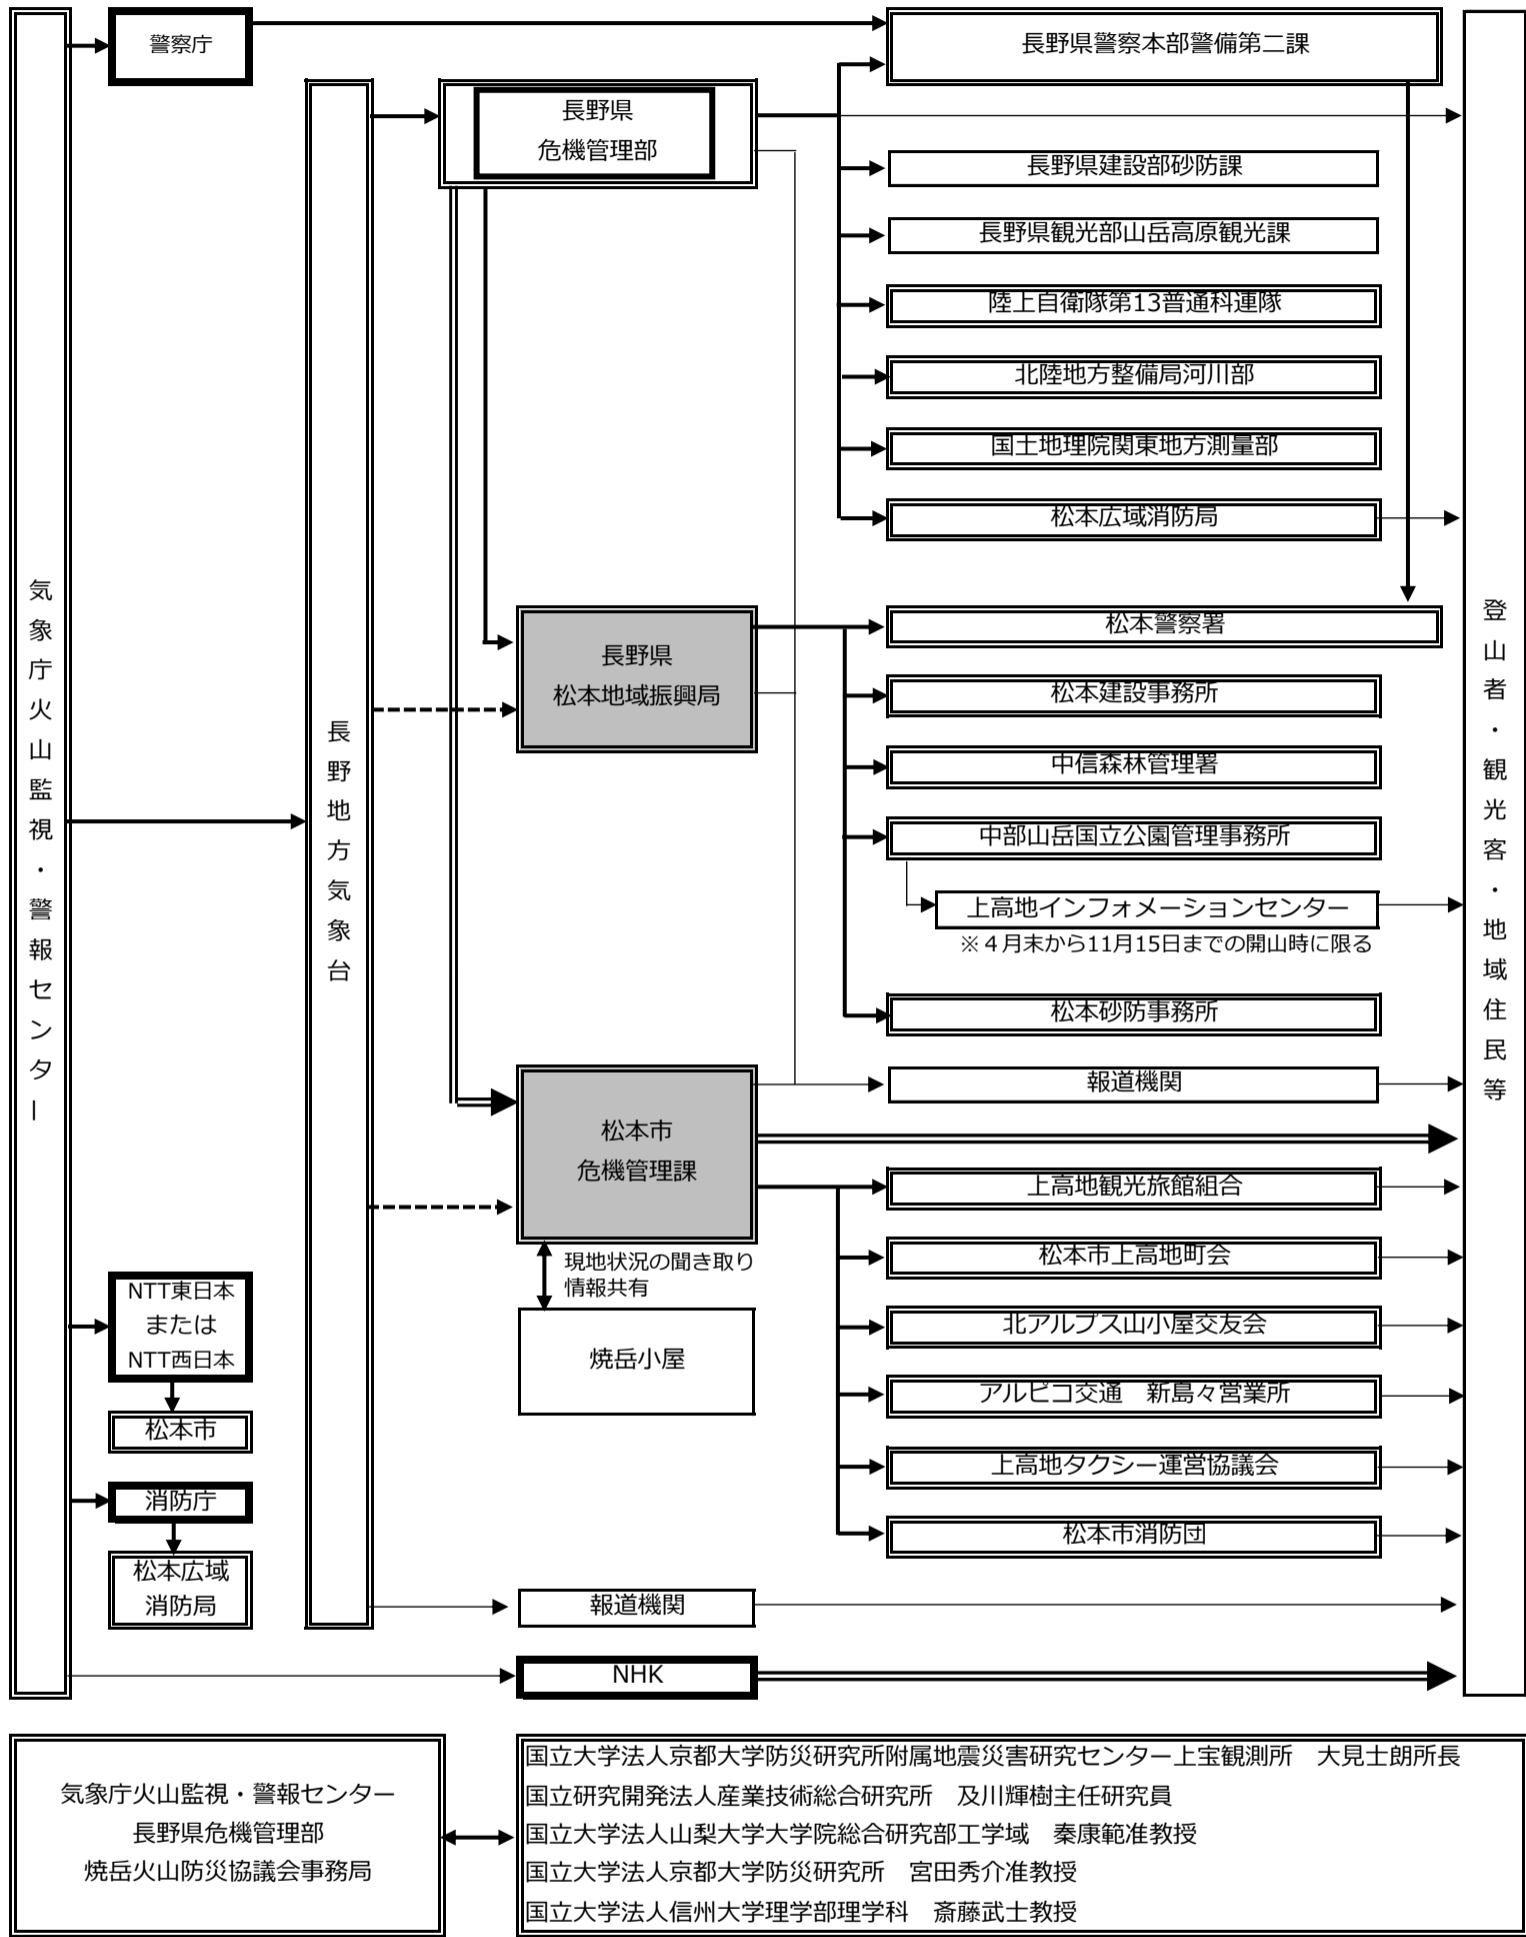 気象庁火山監視・警報センター
警察庁
長野県警察本部警備第二課
長野県
危機管理部
長野県建設部砂防課
長野県観光部山岳高原観光課
陸上自衛隊第13普通科連隊
北陸地方整備局河川部
国土地理院関東地方測量部
松本広域消防局
長野地方気象台
長野県
松本地域振興局
松本警察署
松本建設事務所
中信森林管理署
中部山岳国立公園管理事務所
上高地インフォメーションセンター
※４月末から11月15日までの開山時に限る
松本砂防事務所
報道機関
松本市
危機管理課
上高地観光旅館組合
松本市上高地町会
北アルプス山小屋交友会
アルピコ交通　新島々営業所
上高地タクシー運営協議会
松本市消防団
現地状況の聞き取り
情報共有
焼岳小屋
NTT東日本
または
NTT西日本
松本市
消防庁
松本広域
消防局
報道機関
NHK
登山者・観光客・地域住民等
気象庁火山監視・警報センター
長野県危機管理部
焼岳火山防災協議会事務局
国立大学法人京都大学防災研究所附属地震災害研究センター上宝観測所　大見士朗所長
国立研究開発法人産業技術総合研究所　及川輝樹主任研究員
国立大学法人山梨大学大学院総合研究部工学域　秦康範准教授
国立大学法人京都大学防災研究所　宮田秀介准教授
国立大学法人信州大学理学部理学科　斎藤武士教授